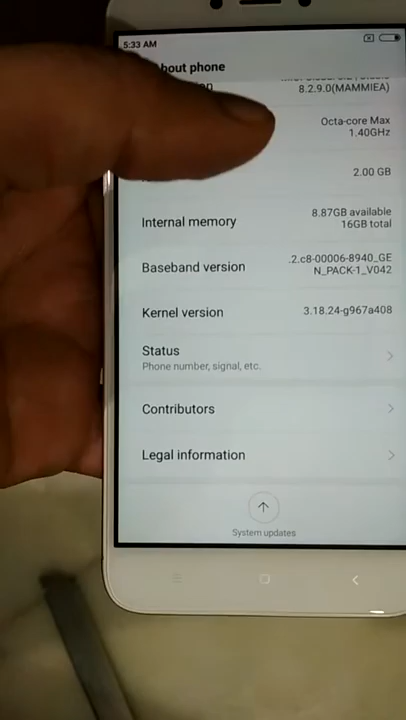 5:33 AM
bout phone
8.2.9.0(MAMMIEA)
Octa-core Max
1.40GHz
2.00 GB
Internal memory
8.87GB available
16GB total
Baseband version
.2.c8-00006-8940_GE
N_PACK-1_V042
Kernel version
3.18.24-g967a408
Status
Phone number, signal, etc.
Contributors
Legal information
System updates